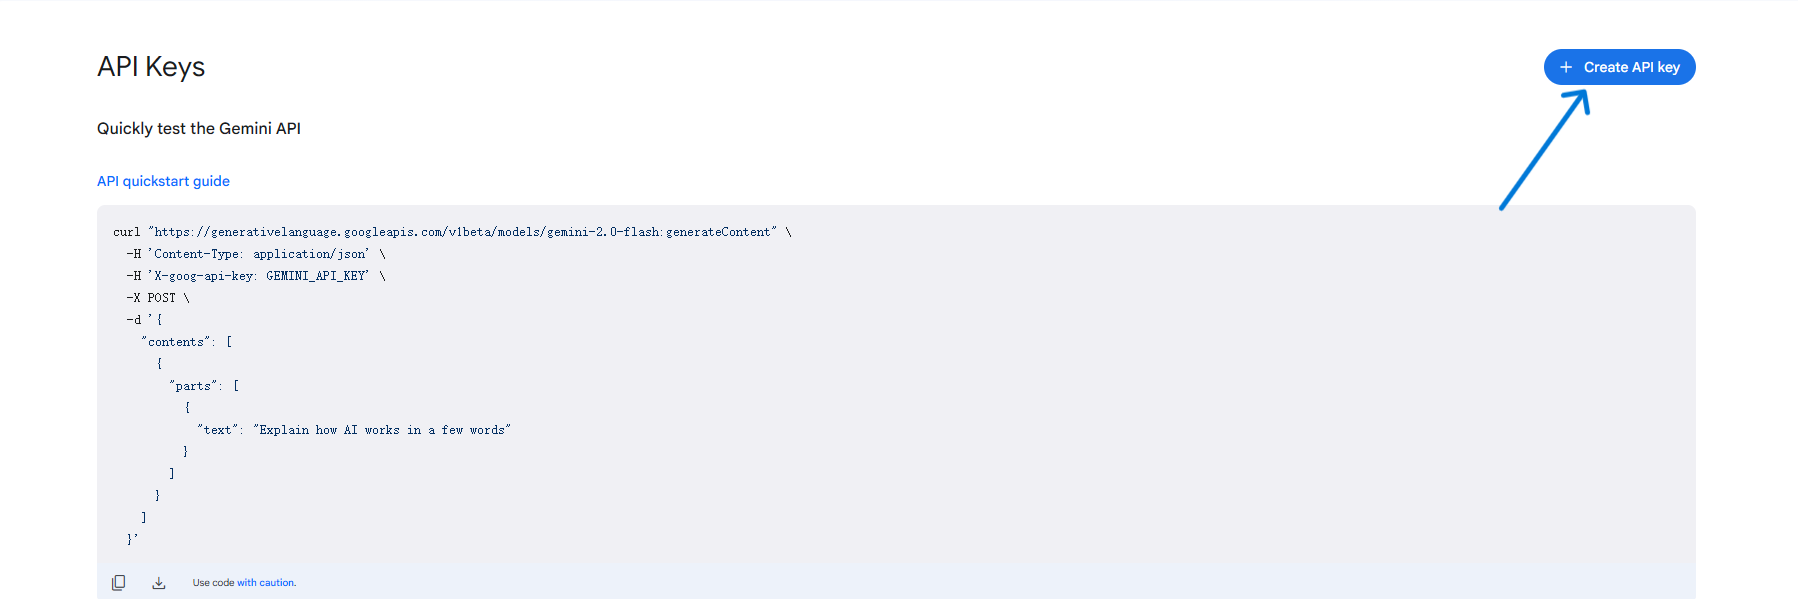 API Keys
+ Create API key
Quickly test the Gemini API
API quickstart guide
curl "https://generativelanguage.googleapis.com/v1beta/models/gemini-2.0-flash:generateContent" \
  -H 'Content-Type: application/json' \
  -H 'X-goog-api-key: GEMINI_API_KEY' \
  -X POST \
  -d '{
    "contents": [
      {
        "parts": [
          {
            "text": "Explain how AI works in a few words"
          }
        ]
      }
    ]
  }'
Use code with caution.